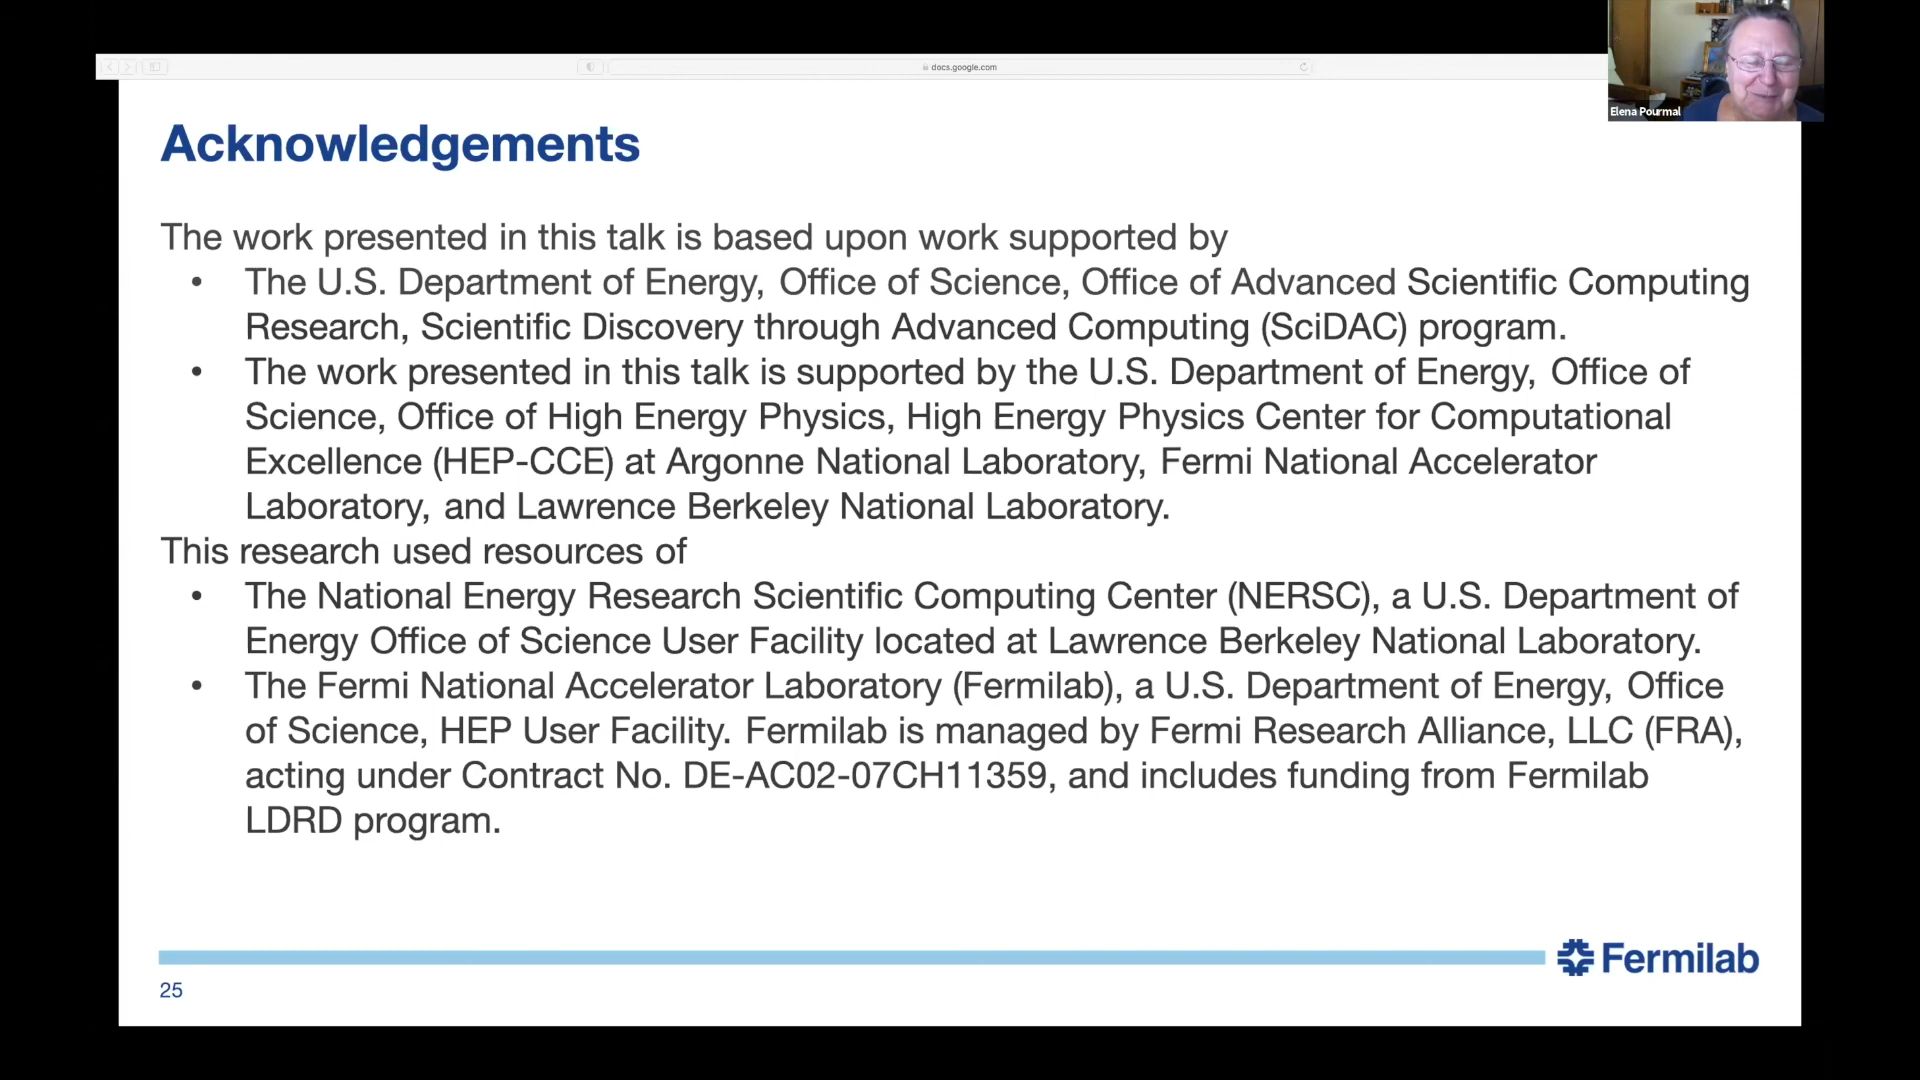 docs.google.com
Elena Pourmal
Acknowledgements
The work presented in this talk is based upon work supported by
• The U.S. Department of Energy, Office of Science, Office of Advanced Scientific Computing
Research, Scientific Discovery through Advanced Computing (SciDAC) program.
• The work presented in this talk is supported by the U.S. Department of Energy, Office of
Science, Office of High Energy Physics, High Energy Physics Center for Computational
Excellence (HEP-CCE) at Argonne National Laboratory, Fermi National Accelerator
Laboratory, and Lawrence Berkeley National Laboratory.
This research used resources of
• The National Energy Research Scientific Computing Center (NERSC), a U.S. Department of
Energy Office of Science User Facility located at Lawrence Berkeley National Laboratory.
• The Fermi National Accelerator Laboratory (Fermilab), a U.S. Department of Energy, Office
of Science, HEP User Facility. Fermilab is managed by Fermi Research Alliance, LLC (FRA),
acting under Contract No. DE-AC02-07CH11359, and includes funding from Fermilab
LDRD program.
Fermilab
25